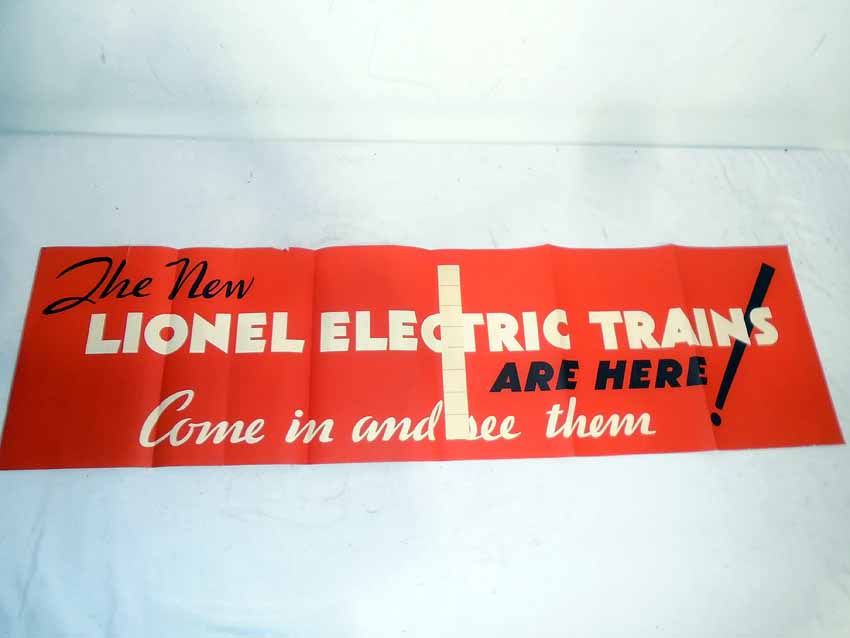 The New
LIONEL ELECTRIC TRAINS
ARE HERE!
Come in and see them